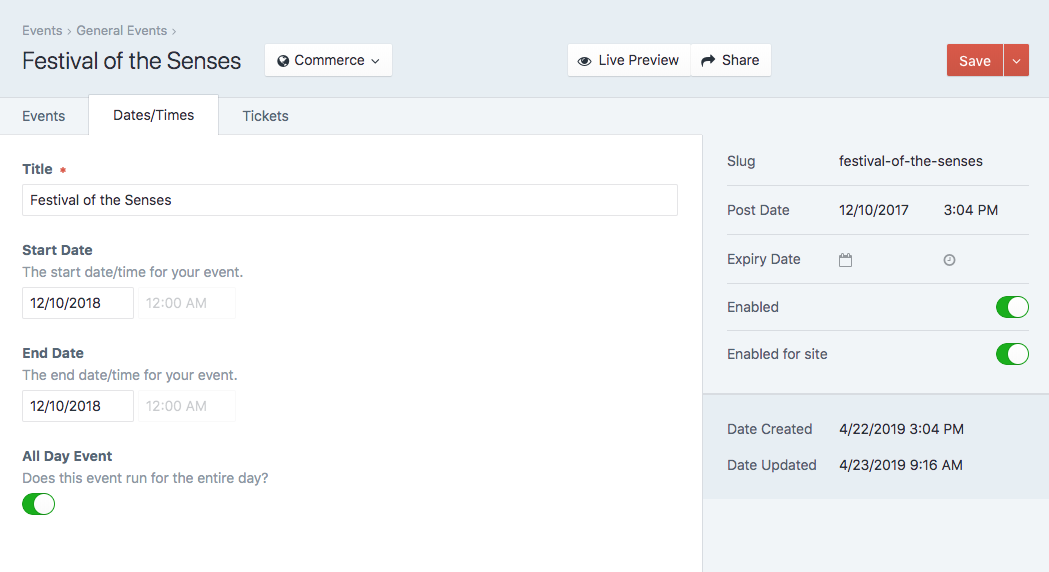 Events › General Events ›
Festival of the Senses
Commerce
Live Preview
Share
Save
Events
Dates/Times
Tickets
Title *
Festival of the Senses
Start Date
The start date/time for your event.
12/10/2018 12:00 AM
End Date
The end date/time for your event.
12/10/2018 12:00 AM
All Day Event
Does this event run for the entire day?
Slug festival-of-the-senses
Post Date 12/10/2017 3:04 PM
Expiry Date
Enabled
Enabled for site
Date Created 4/22/2019 3:04 PM
Date Updated 4/23/2019 9:16 AM